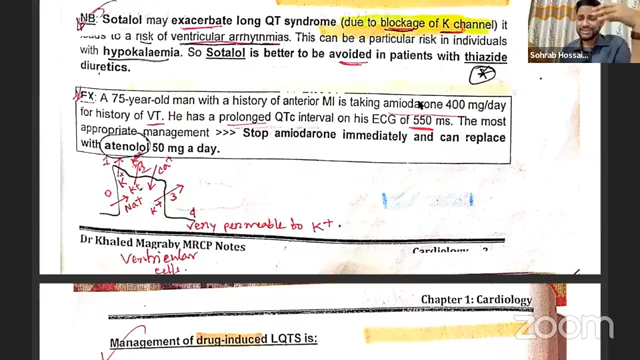 NB: Sotalol may exacerbate long QT syndrome (due to blockage of K channel) it
leads to a risk of ventricular arrhythmias. This can be a particular risk in individuals
with hypokalaemia. So Sotalol is better to be avoided in patients with thiazide
diuretics.
Sohrab Hossai...
EX: A 75-year-old man with a history of anterior MI is taking amiodarone 400 mg/day
for history of VT. He has a prolonged QTc interval on his ECG of 550 ms. The most
appropriate management >>> Stop amiodarone immediately and can replace
with atenolol 50 mg a day.
1
Ca+
K+
0
Na+
K+
3
4
very permeable to K+.
Dr Khaled Magraby MRCP Notes
Cardiology
ventricular
cells.
Chapter 1: Cardiology
zoom
Management of drug-induced LQTS is: